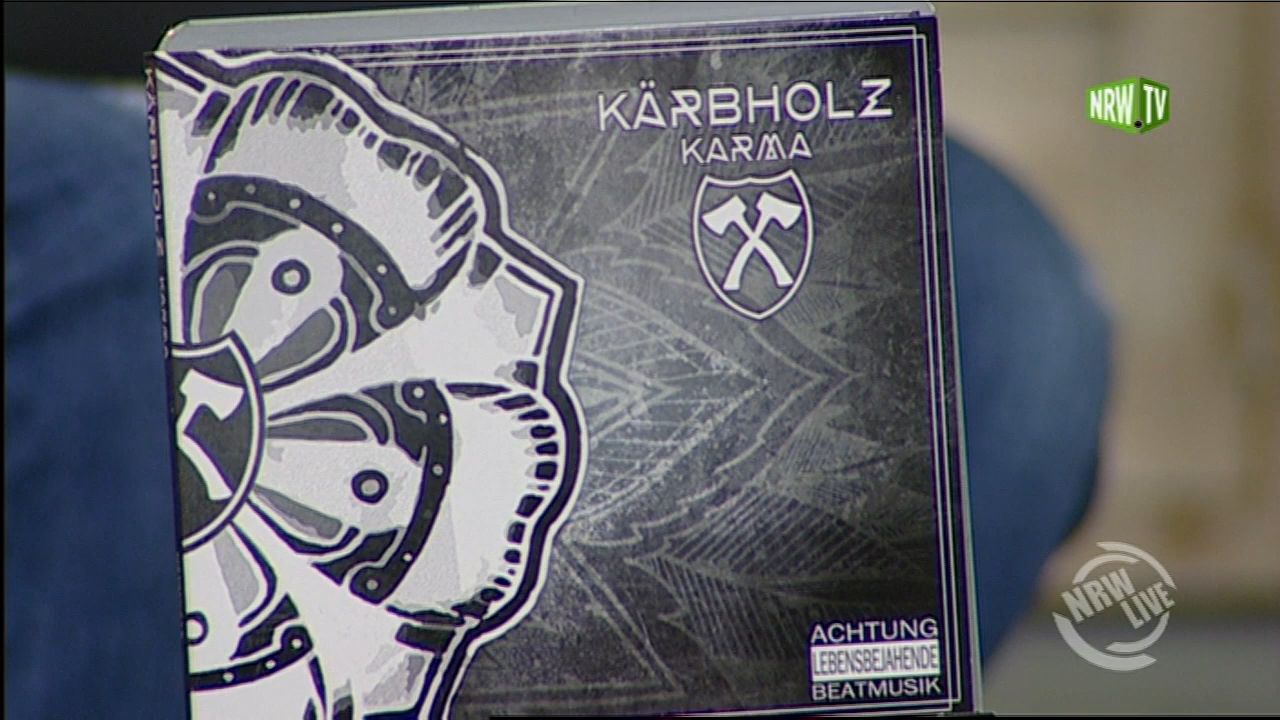 KÄRBHOLZ
KARMA
NRW.TV
ACHTUNG
LEBENSBEJAHENDE
BEATMUSIK
NRW
LIVE